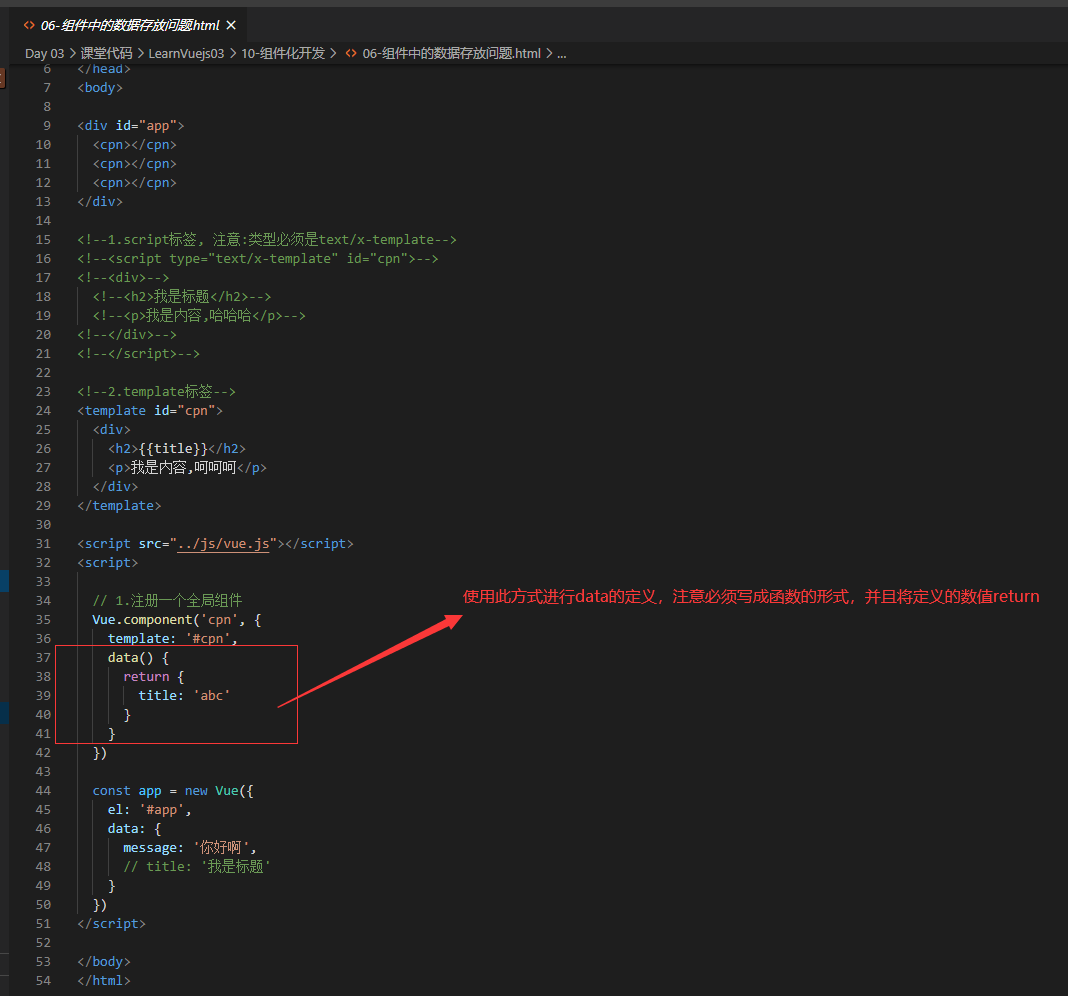 06-组件中的数据存放问题.html
Day 03 > 课堂代码 > LearnVuejs03 > 10-组件化开发 > 06-组件中的数据存放问题.html > ...
6 </head>
7 <body>
8
9 <div id="app">
10 <cpn></cpn>
11 <cpn></cpn>
12 <cpn></cpn>
13 </div>
14
15 <!--1.script标签, 注意:类型必须是text/x-template-->
16 <!--<script type="text/x-template" id="cpn">-->
17 <!--<div>-->
18 <!--<h2>我是标题</h2>-->
19 <!--<p>我是内容,哈哈哈</p>-->
20 <!--</div>-->
21 <!--</script>-->
22
23 <!--2.template标签-->
24 <template id="cpn">
25 <div>
26 <h2>{{title}}</h2>
27 <p>我是内容,呵呵呵</p>
28 </div>
29 </template>
30
31 <script src="../js/vue.js"></script>
32 <script>
33
34 // 1.注册一个全局组件
使用此方式进行data的定义，注意必须写成函数的形式，并且将定义的数值return
35 Vue.component('cpn', {
36 template: '#cpn',
37 data() {
38 return {
39 title: 'abc'
40 }
41 }
42 })
43
44 const app = new Vue({
45 el: '#app',
46 data: {
47 message: '你好啊',
48 // title: '我是标题'
49 }
50 })
51 </script>
52
53 </body>
54 </html>